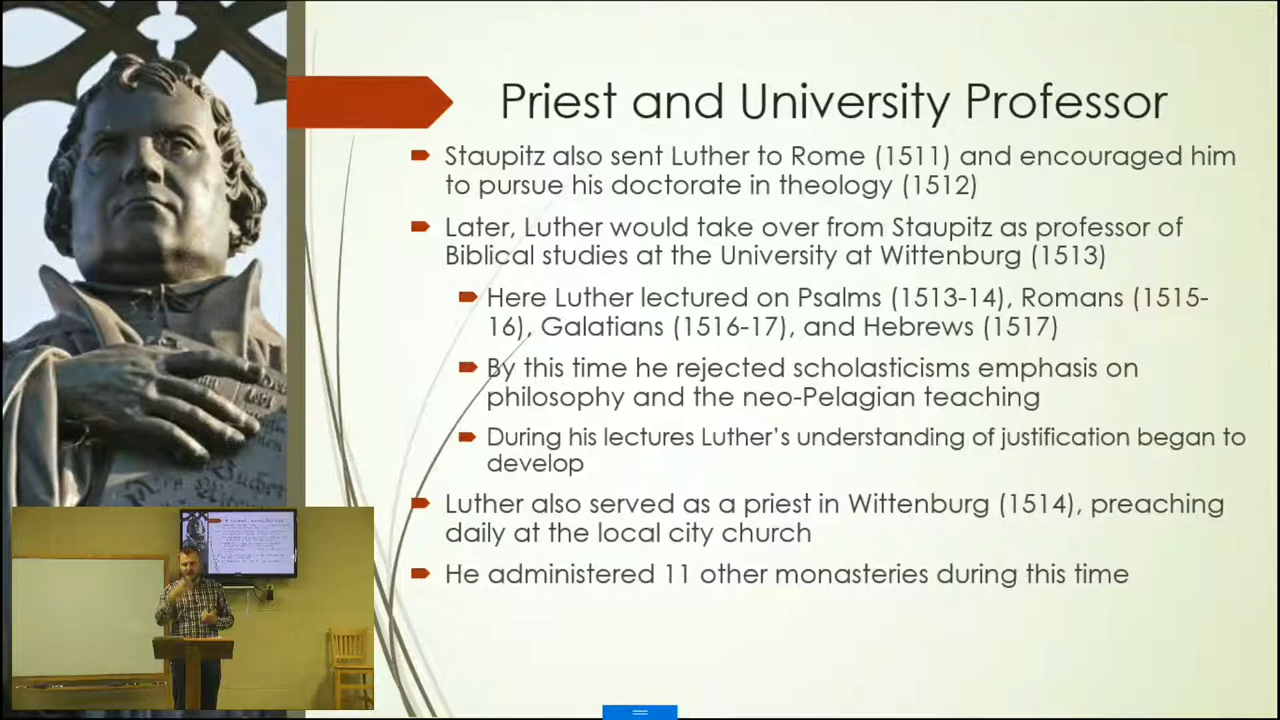 Priest and University Professor
Staupitz also sent Luther to Rome (1511) and encouraged him
to pursue his doctorate in theology (1512)
Later, Luther would take over from Staupitz as professor of
Biblical studies at the University at Wittenburg (1513)
Here Luther lectured on Psalms (1513-14), Romans (1515-
16), Galatians (1516-17), and Hebrews (1517)
By this time he rejected scholasticisms emphasis on
philosophy and the neo-Pelagian teaching
During his lectures Luther's understanding of justification began to
develop
Luther also served as a priest in Wittenburg (1514), preaching
daily at the local city church
He administered 11 other monasteries during this time